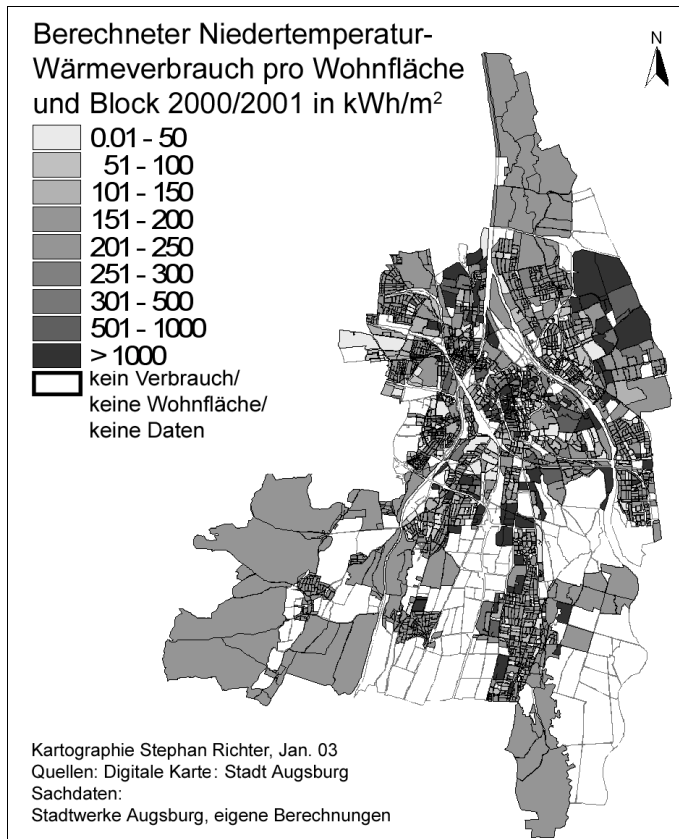 Berechneter Niedertemperatur-
Wärmeverbrauch pro Wohnfläche
und Block 2000/2001 in kWh/m²
N
0.01 - 50
51 - 100
101 - 150
151 - 200
201 - 250
251 - 300
301 - 500
501 - 1000
> 1000
kein Verbrauch/
keine Wohnfläche/
keine Daten
Kartographie Stephan Richter, Jan. 03
Quellen: Digitale Karte: Stadt Augsburg
Sachdaten:
Stadtwerke Augsburg, eigene Berechnungen